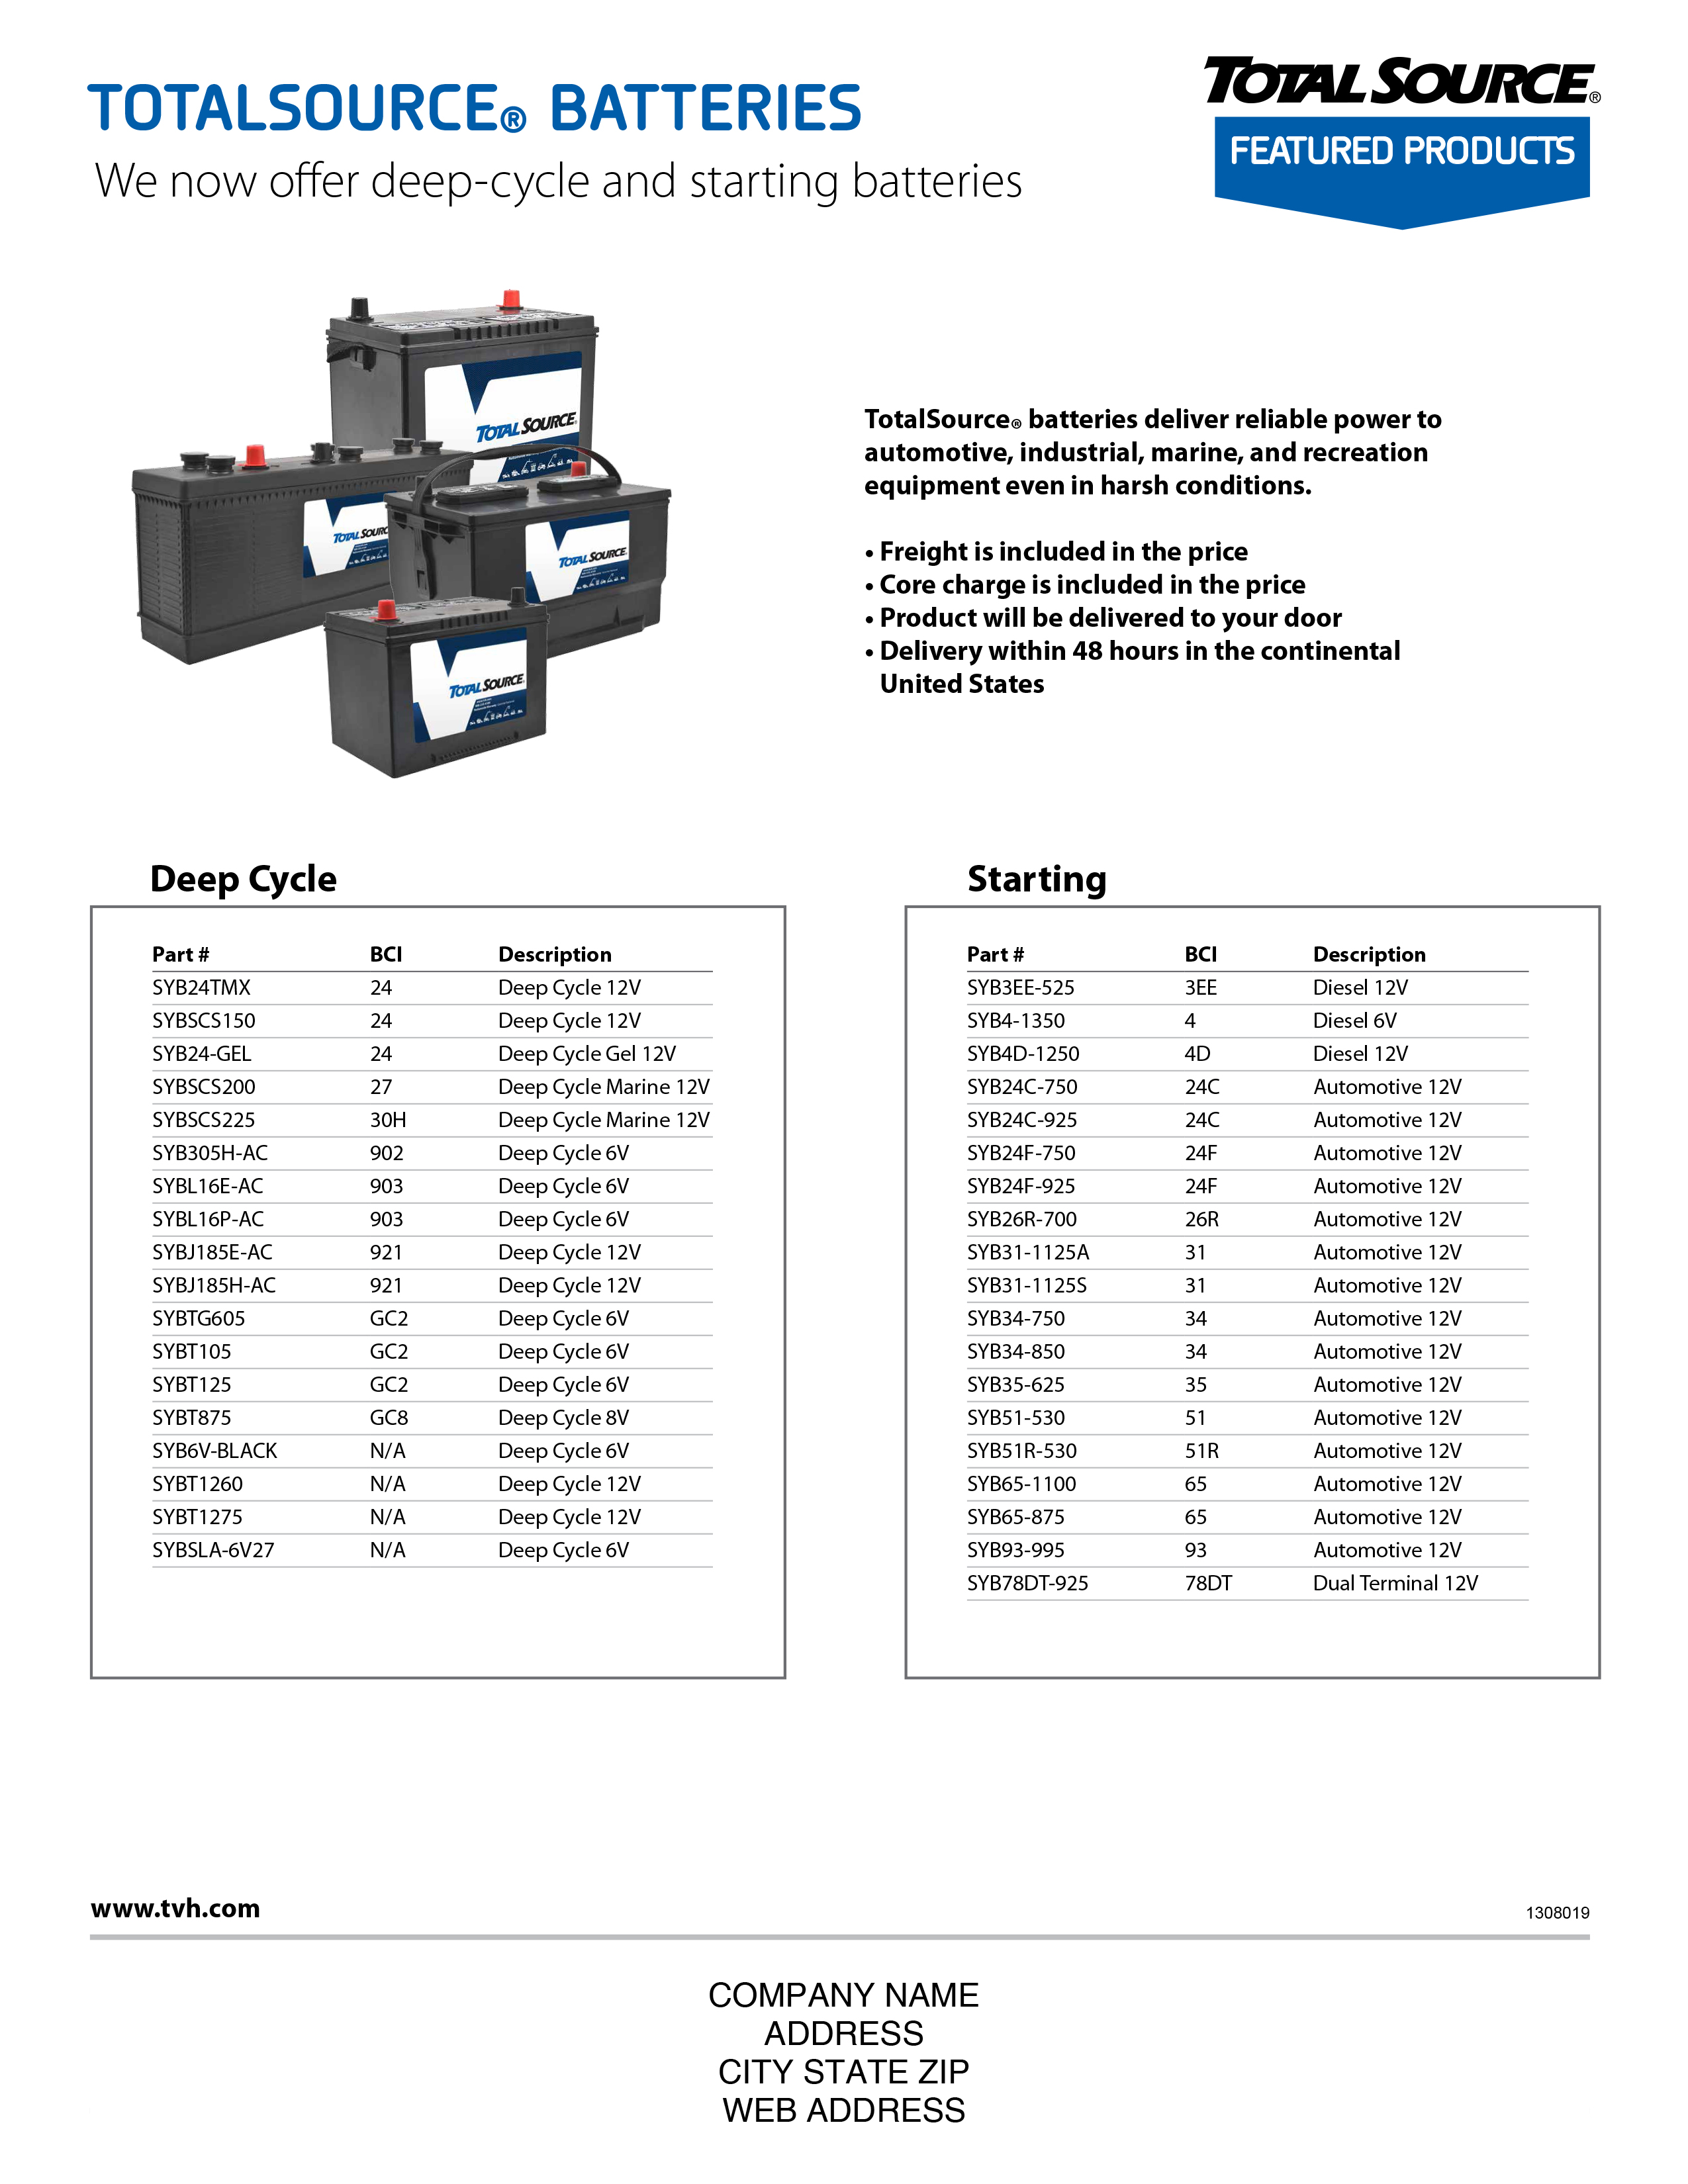 TOTALSOURCE® BATTERIES
We now offer deep-cycle and starting batteries
TOTALSOURCE®
FEATURED PRODUCTS
TOTALSOURCE
TOTALSOURCE
TOTALSOURCE
TOTALSOURCE
TotalSource® batteries deliver reliable power to
automotive, industrial, marine, and recreation
equipment even in harsh conditions.
• Freight is included in the price
• Core charge is included in the price
• Product will be delivered to your door
• Delivery within 48 hours in the continental
United States
Deep Cycle
Part # BCI Description
SYB24TMX 24 Deep Cycle 12V
SYBSCS150 24 Deep Cycle 12V
SYB24-GEL 24 Deep Cycle Gel 12V
SYBSCS200 27 Deep Cycle Marine 12V
SYBSCS225 30H Deep Cycle Marine 12V
SYB305H-AC 902 Deep Cycle 6V
SYBL16E-AC 903 Deep Cycle 6V
SYBL16P-AC 903 Deep Cycle 6V
SYBJ185E-AC 921 Deep Cycle 12V
SYBJ185H-AC 921 Deep Cycle 12V
SYBTG605 GC2 Deep Cycle 6V
SYBT105 GC2 Deep Cycle 6V
SYBT125 GC2 Deep Cycle 6V
SYBT875 GC8 Deep Cycle 8V
SYB6V-BLACK N/A Deep Cycle 6V
SYBT1260 N/A Deep Cycle 12V
SYBT1275 N/A Deep Cycle 12V
SYBSLA-6V27 N/A Deep Cycle 6V
Starting
Part # BCI Description
SYB3EE-525 3EE Diesel 12V
SYB4-1350 4 Diesel 6V
SYB4D-1250 4D Diesel 12V
SYB24C-750 24C Automotive 12V
SYB24C-925 24C Automotive 12V
SYB24F-750 24F Automotive 12V
SYB24F-925 24F Automotive 12V
SYB26R-700 26R Automotive 12V
SYB31-1125A 31 Automotive 12V
SYB31-1125S 31 Automotive 12V
SYB34-750 34 Automotive 12V
SYB34-850 34 Automotive 12V
SYB35-625 35 Automotive 12V
SYB51-530 51 Automotive 12V
SYB51R-530 51R Automotive 12V
SYB65-1100 65 Automotive 12V
SYB65-875 65 Automotive 12V
SYB93-995 93 Automotive 12V
SYB78DT-925 78DT Dual Terminal 12V
www.tvh.com
1308019
COMPANY NAME
ADDRESS
CITY STATE ZIP
WEB ADDRESS